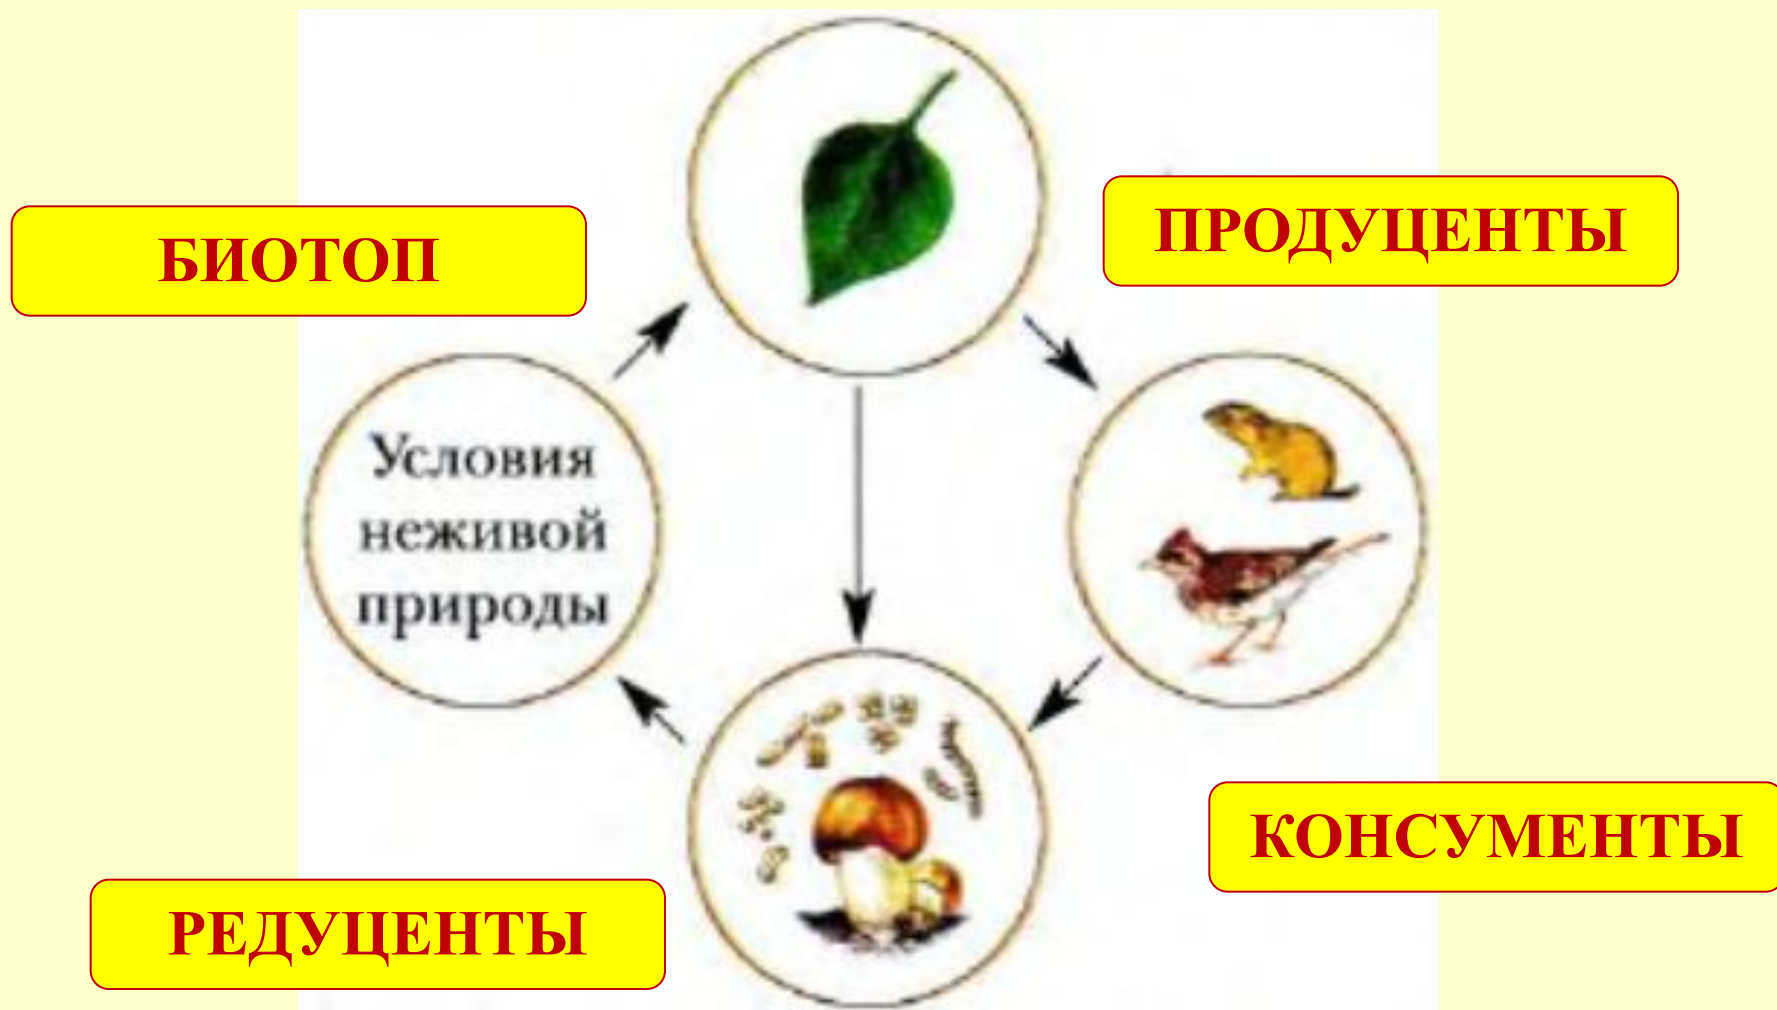 БИОТОП
ПРОДУЦЕНТЫ
Условия
неживой
природы
КОНСУМЕНТЫ
РЕДУЦЕНТЫ